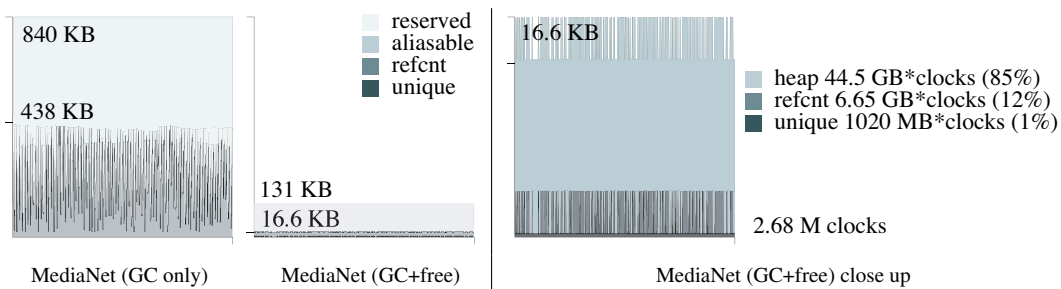 840 KB
438 KB
MediaNet (GC only)
reserved
aliasable
refcnt
unique
131 KB
16.6 KB
MediaNet (GC+free)
16.6 KB
heap 44.5 GB*clocks (85%)
refcnt 6.65 GB*clocks (12%)
unique 1020 MB*clocks (1%)
2.68 M clocks
MediaNet (GC+free) close up